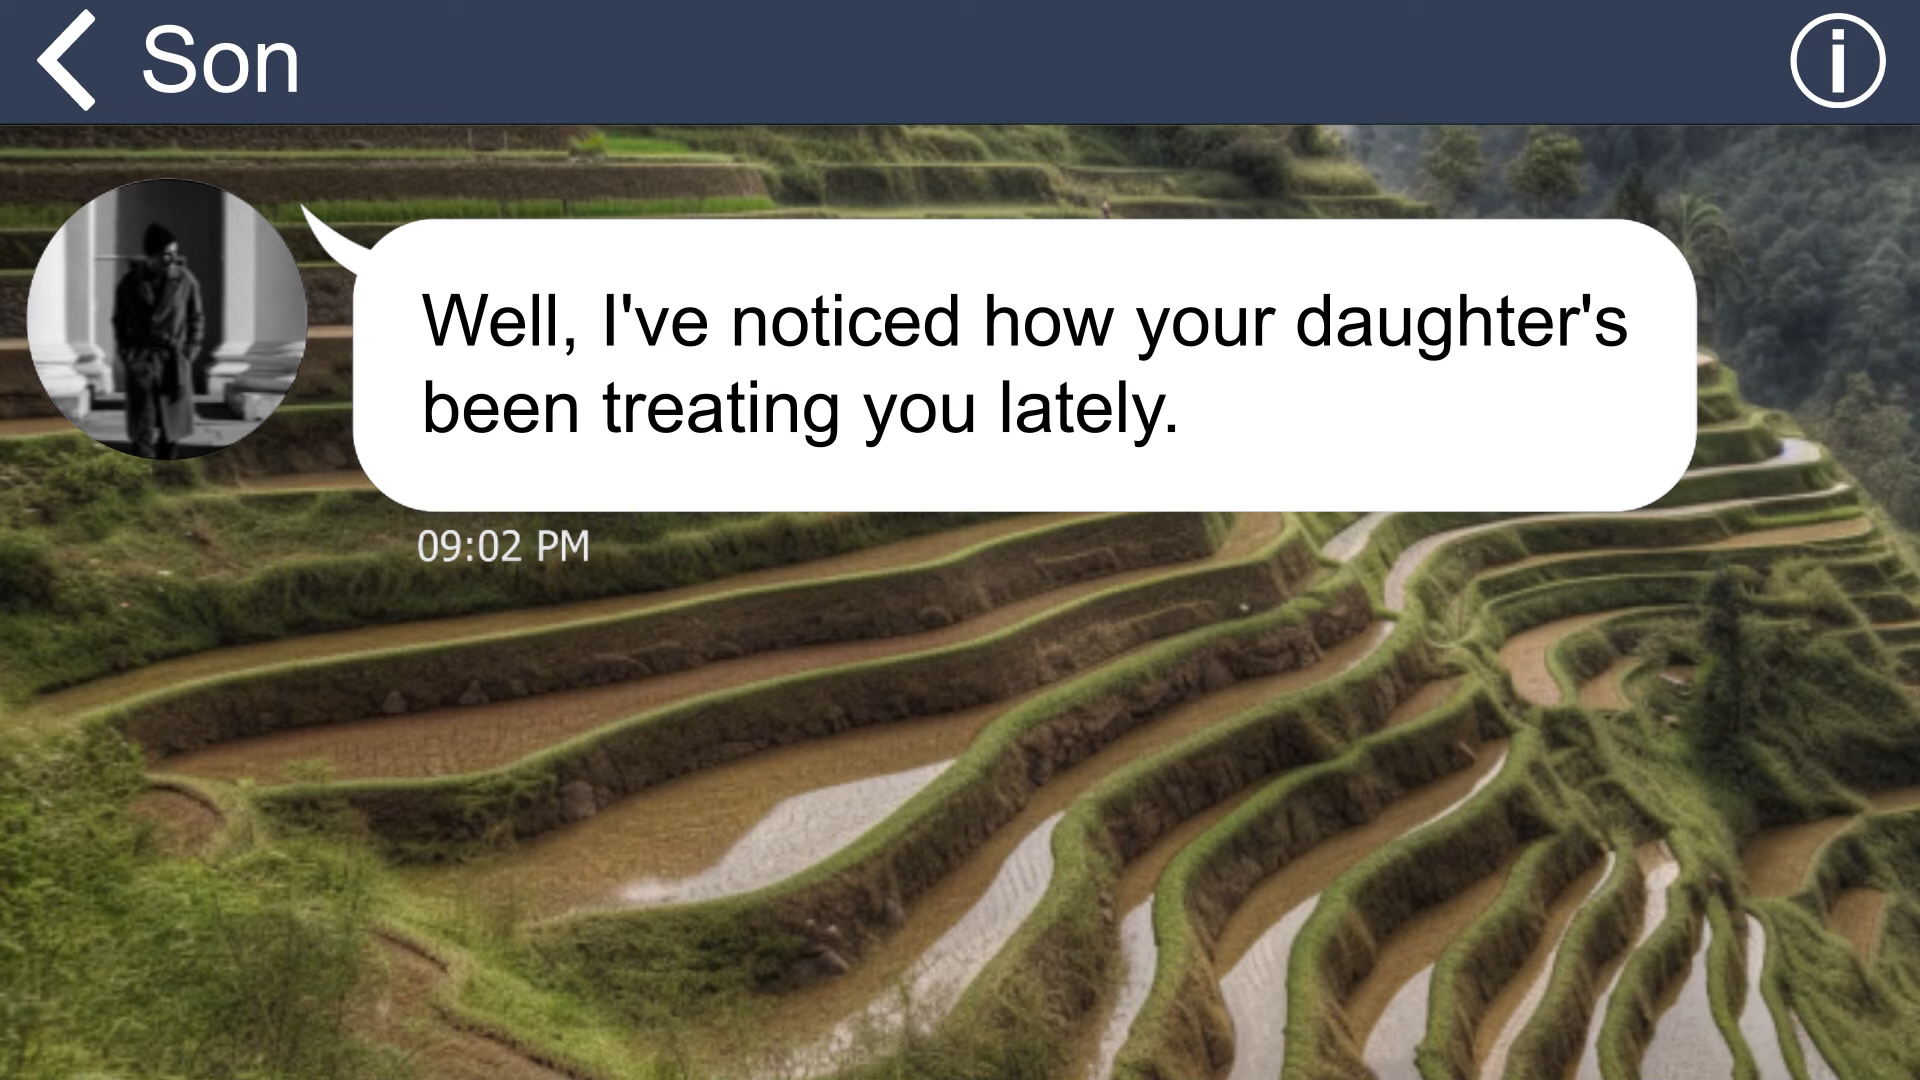 Son
Well, I've noticed how your daughter's
been treating you lately.
09:02 PM